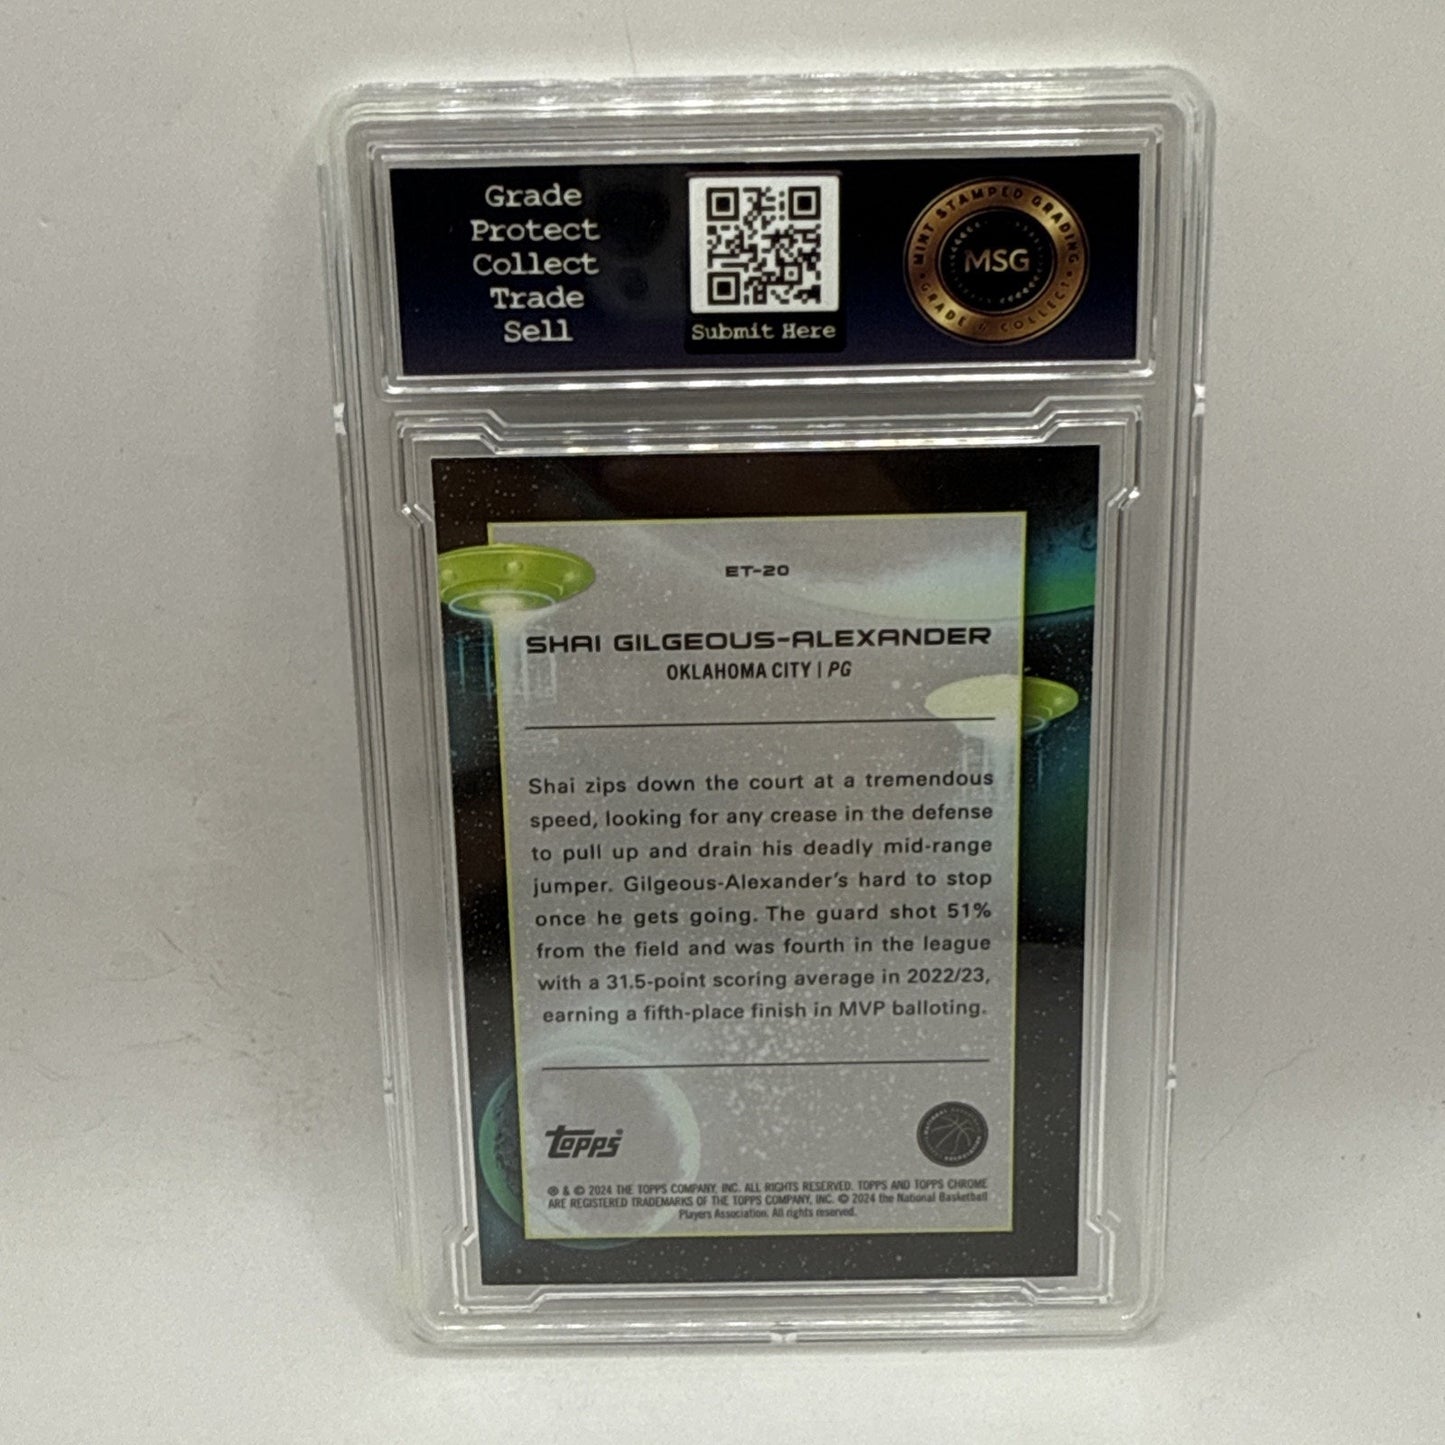 Grade
Protect
Collect
Trade
Sell
Submit Here
MINT STAMPED GRADING
MSG
GRADE & COLLECT
ET-20
SHAI GILGEOUS-ALEXANDER
OKLAHOMA CITY | PG
Shai zips down the court at a tremendous
speed, looking for any crease in the defense
to pull up and drain his deadly mid-range
jumper. Gilgeous-Alexander's hard to stop
once he gets going. The guard shot 51%
from the field and was fourth in the league
with a 31.5-point scoring average in 2022/23,
earning a fifth-place finish in MVP balloting.
topps®
® & © 2024 THE TOPPS COMPANY, INC. ALL RIGHTS RESERVED. TOPPS AND TOPPS CHROME
ARE REGISTERED TRADEMARKS OF THE TOPPS COMPANY, INC. © 2024 the National Basketball
Players Association. All rights reserved.